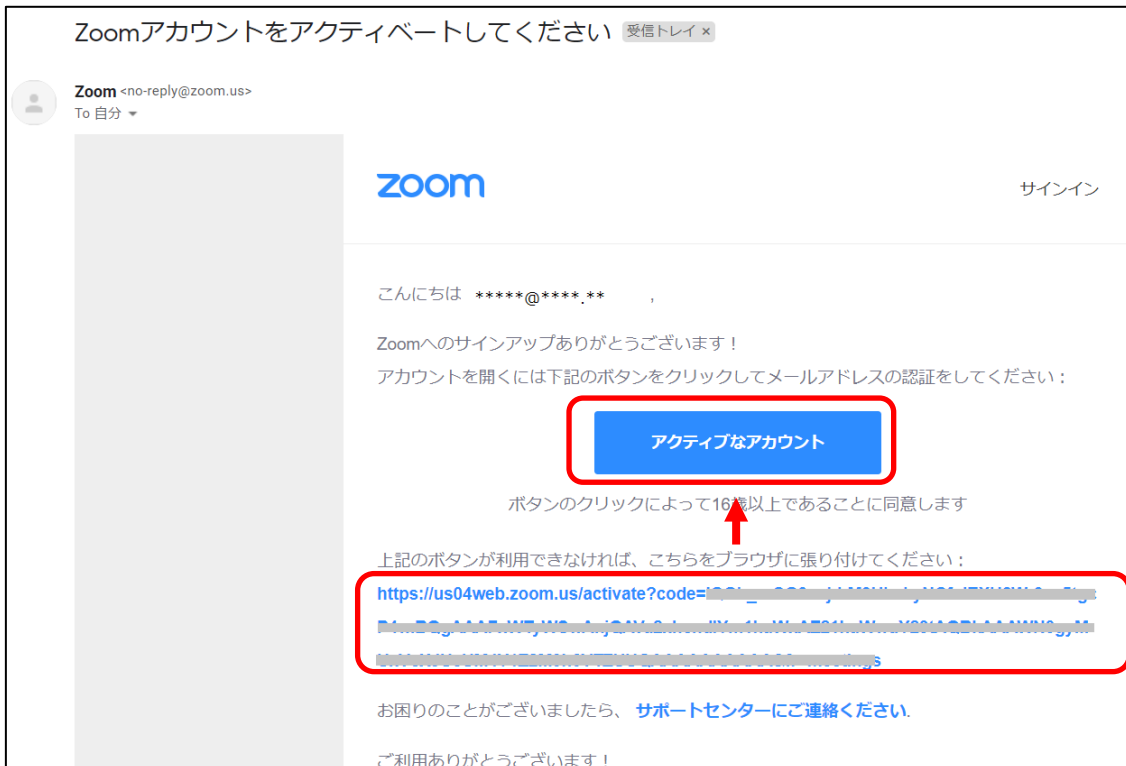 Zoomアカウントをアクティベートしてください 受信トレイ ×
Zoom <no-reply@zoom.us>
To 自分
zoom
サインイン
こんにちは *****@****.** ,
Zoomへのサインアップありがとうございます！
アカウントを開くには下記のボタンをクリックしてメールアドレスの認証をしてください：
アクティブなアカウント
ボタンのクリックによって16歳以上であることに同意します
上記のボタンが利用できなければ、こちらをブラウザに張り付けてください：
https://us04web.zoom.us/activate?code=
お困りのことがございましたら、 サポートセンターにご連絡ください.
ご利用ありがとうございます！